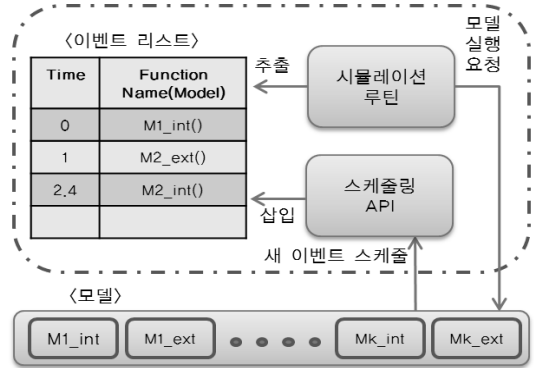 〈이벤트 리스트〉
Time
Function
Name(Model)
0
M1_int()
1
M2_ext()
2.4
M2_int()
추출
시뮬레이션
루틴
모델
실행
요청
스케줄링
API
삽입
새 이벤트 스케줄
〈모델〉
M1_int
M1_ext
Mk_int
Mk_ext